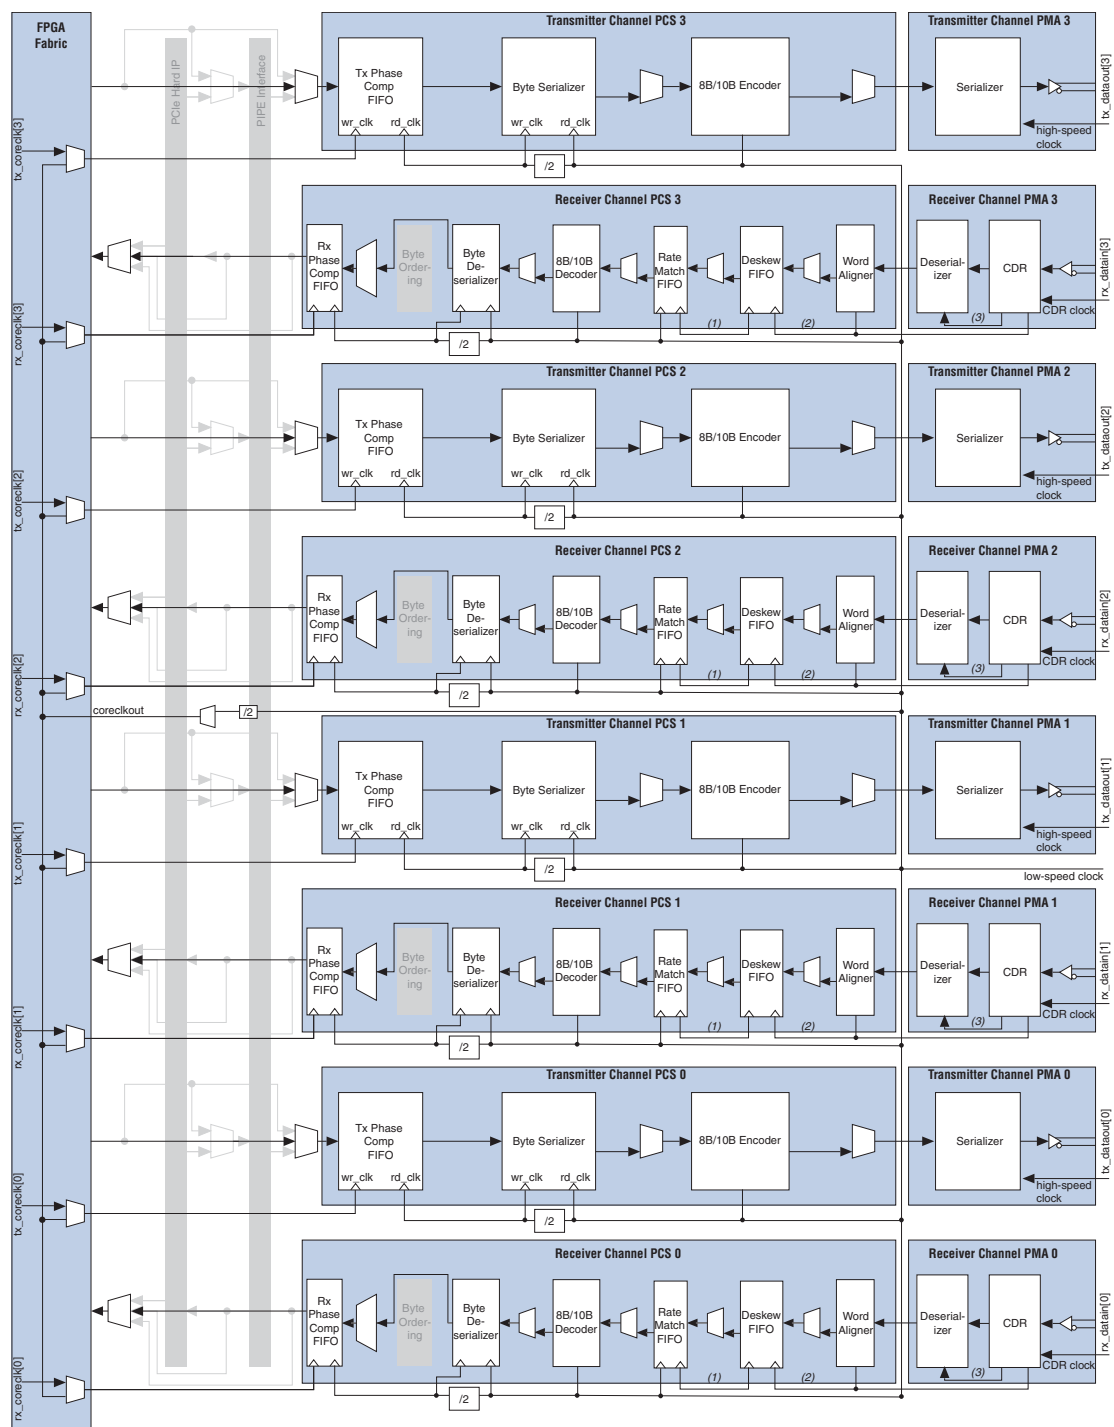 FPGA
Fabric
PCIe Hard IP
PIPE Interface
Transmitter Channel PCS 3
Tx Phase
Comp
FIFO
wr_clk
rd_clk
Byte Serializer
8B/10B Encoder
/2
Transmitter Channel PMA 3
Serializer
high-speed
clock
tx_dataout[3]
tx_coreclk[3]
Receiver Channel PCS 3
Rx
Phase
Comp
FIFO
Byte
Order-
ing
Byte
De-
serializer
8B/10B
Decoder
Rate
Match
FIFO
Deskew
FIFO
Word
Aligner
(1)
(2)
/2
Receiver Channel PMA 3
Deserial-
izer
CDR
(3)
CDR clock
rx_datain[3]
rx_coreclk[3]
Transmitter Channel PCS 2
Tx Phase
Comp
FIFO
wr_clk
rd_clk
Byte Serializer
8B/10B Encoder
/2
Transmitter Channel PMA 2
Serializer
high-speed
clock
tx_dataout[2]
tx_coreclk[2]
Receiver Channel PCS 2
Rx
Phase
Comp
FIFO
Byte
Order-
ing
Byte
De-
serializer
8B/10B
Decoder
Rate
Match
FIFO
Deskew
FIFO
Word
Aligner
(1)
(2)
/2
Receiver Channel PMA 2
Deserial-
izer
CDR
(3)
CDR clock
rx_datain[2]
rx_coreclk[2]
coreclkout
/2
Transmitter Channel PCS 1
Tx Phase
Comp
FIFO
wr_clk
rd_clk
Byte Serializer
8B/10B Encoder
/2
Transmitter Channel PMA 1
Serializer
high-speed
clock
tx_dataout[1]
tx_coreclk[1]
low-speed clock
Receiver Channel PCS 1
Rx
Phase
Comp
FIFO
Byte
Order-
ing
Byte
De-
serializer
8B/10B
Decoder
Rate
Match
FIFO
Deskew
FIFO
Word
Aligner
(1)
(2)
/2
Receiver Channel PMA 1
Deserial-
izer
CDR
(3)
CDR clock
rx_datain[1]
rx_coreclk[1]
Transmitter Channel PCS 0
Tx Phase
Comp
FIFO
wr_clk
rd_clk
Byte Serializer
8B/10B Encoder
/2
Transmitter Channel PMA 0
Serializer
high-speed
clock
tx_dataout[0]
tx_coreclk[0]
Receiver Channel PCS 0
Rx
Phase
Comp
FIFO
Byte
Order-
ing
Byte
De-
serializer
8B/10B
Decoder
Rate
Match
FIFO
Deskew
FIFO
Word
Aligner
(1)
(2)
/2
Receiver Channel PMA 0
Deserial-
izer
CDR
(3)
CDR clock
rx_datain[0]
rx_coreclk[0]